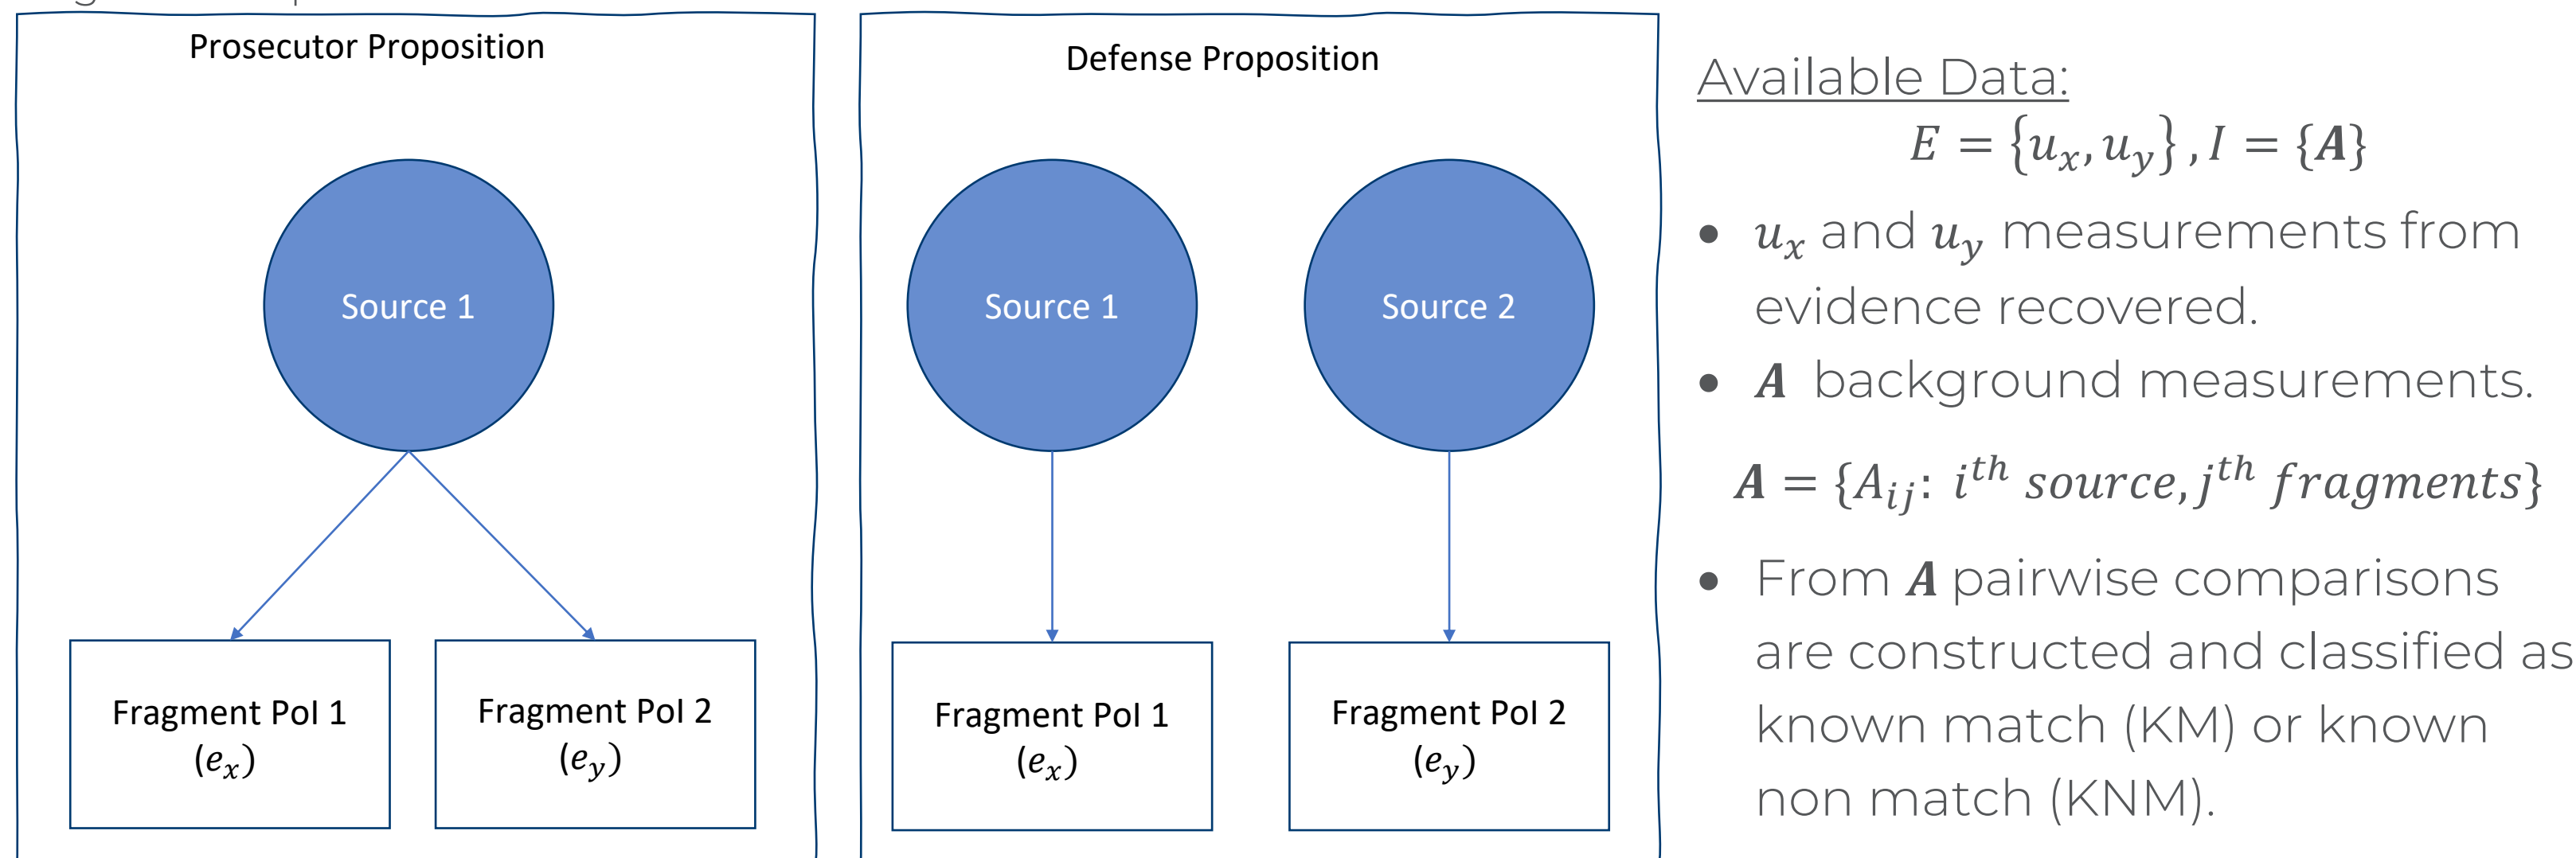 Prosecutor Proposition
Source 1
Fragment PoI 1
(e_x)
Fragment PoI 2
(e_y)
Defense Proposition
Source 1
Source 2
Fragment PoI 1
(e_x)
Fragment PoI 2
(e_y)
Available Data:
E = {u_x, u_y} , I = {A}
• u_x and u_y measurements from
evidence recovered.
• A background measurements.
A = {A_ij: i^th source, j^th fragments}
• From A pairwise comparisons
are constructed and classified as
known match (KM) or known
non match (KNM).